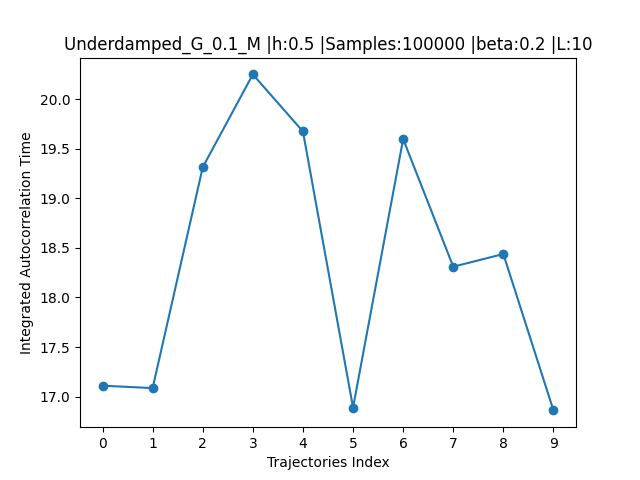 Underdamped_G_0.1_M |h:0.5 |Samples:100000 |beta:0.2 |L:10
Integrated Autocorrelation Time
20.0
19.5
19.0
18.5
18.0
17.5
17.0
0 1 2 3 4 5 6 7 8 9
Trajectories Index